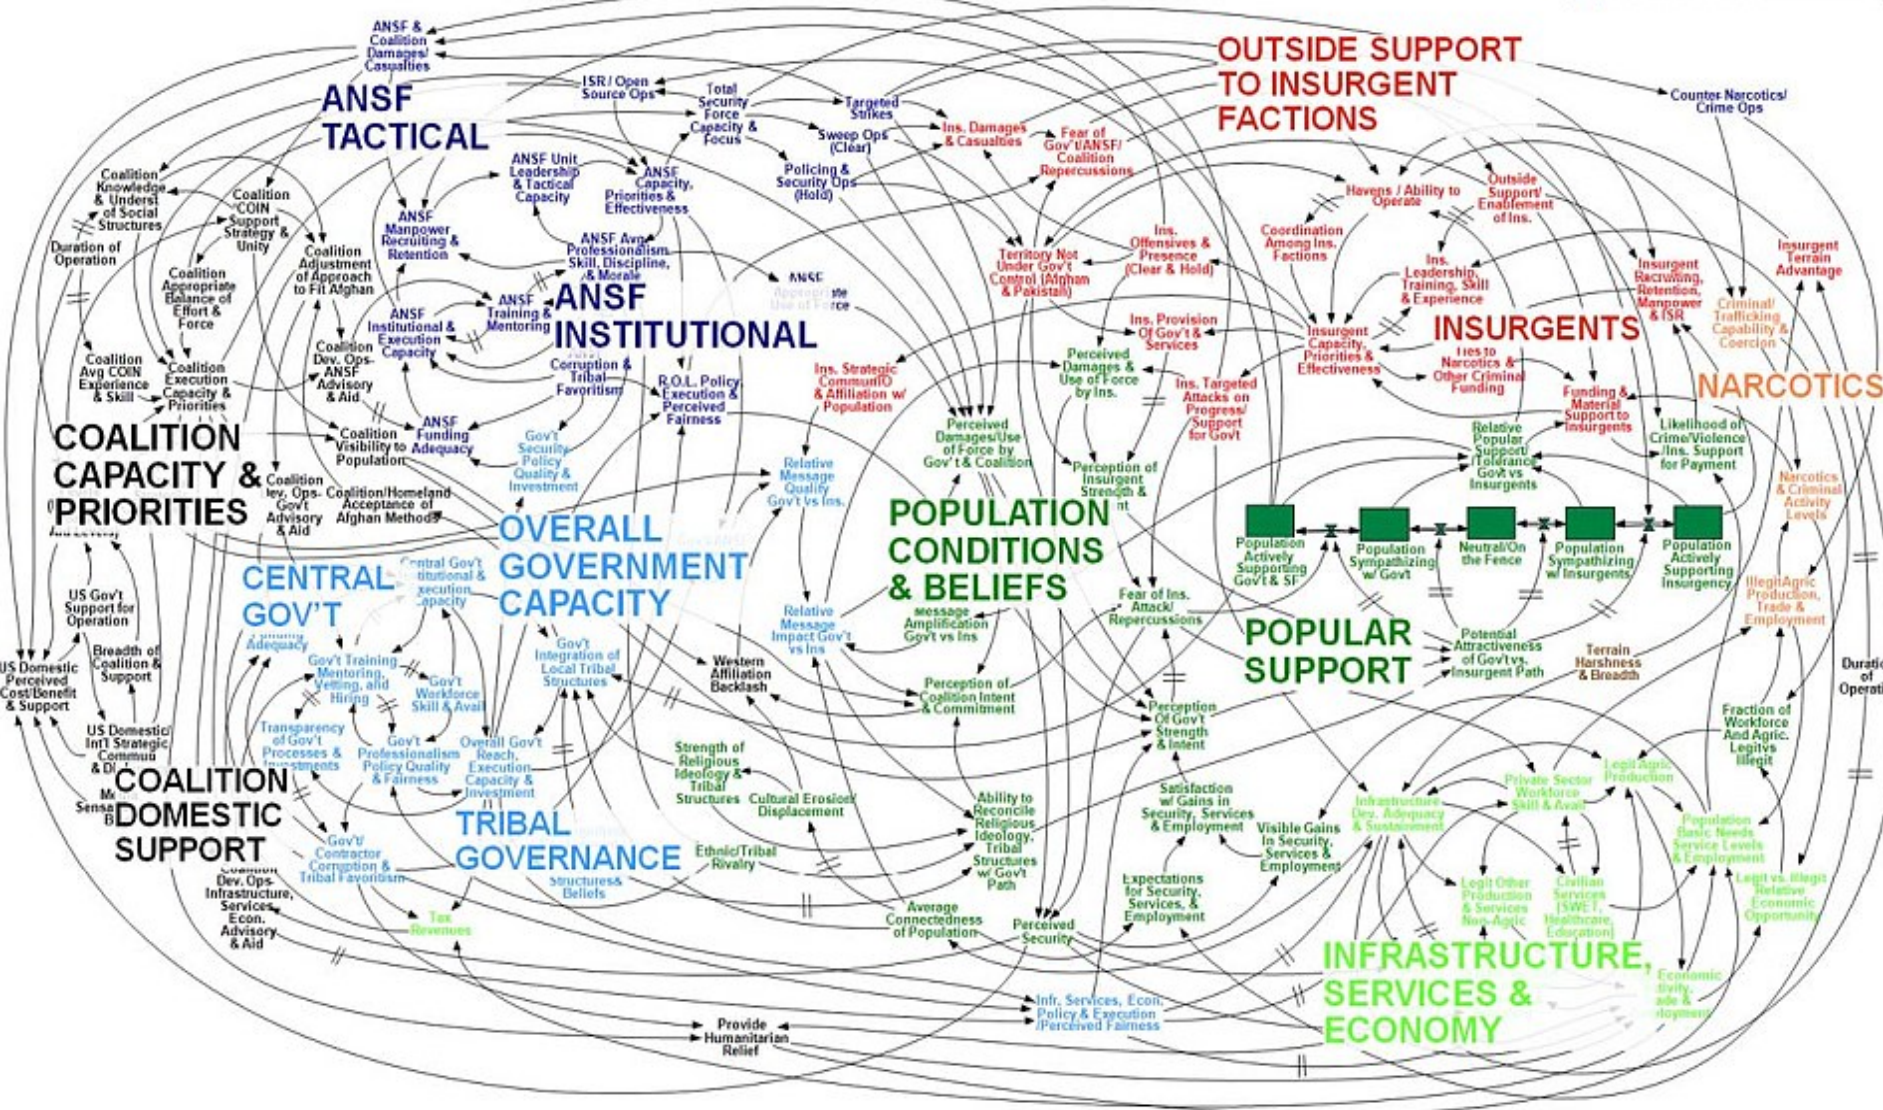 ANSF &
Coalition
Damages/
Casualties
ANSF
TACTICAL
ISR / Open
Source Ops
Total
Security
Force
Capacity &
Focus
Targeted
Strikes
Sweep Ops
(Clear)
Policing &
Security Ops
(Hold)
Ins. Damages
& Casualties
Fear of
Gov't/ANSF/
Coalition
Repercussions
OUTSIDE SUPPORT
TO INSURGENT
FACTIONS
Counter-Narcotics/
Crime Ops
Coalition
Knowledge
& Underst.
of Social
Structures
Duration of
Operation
Coalition
COIN
Support
Strategy &
Unity
Coalition
Appropriate
Balance of
Effort &
Force
Coalition
Adjustment
of Approach
to Fit Afghan
ANSF
Manpower
Recruiting &
Retention
ANSF Unit
Leadership
& Tactical
Capacity
ANSF
Capacity,
Priorities &
Effectiveness
ANSF Avg
Professionalism
Skill, Discipline,
& Morale
ANSF
INSTITUTIONAL
ANSF
Training &
Mentoring
ANSF
Institutional &
Execution
Capacity
ANSF
Appropriate
Use of Force
Corruption &
Tribal
Favoritism
R.O.L. Policy,
Execution &
Perceived
Fairness
Coalition
Dev. Ops-
ANSF
Advisory
& Aid
Coalition
Avg COIN
Experience
& Skill
Coalition
Execution
Capacity &
Priorities
COALITION
CAPACITY &
PRIORITIES
Coalition
Visibility to
Population
ANSF
Funding
Adequacy
Gov't
Security
Policy
Quality &
Investment
Coalition
Dev. Ops-
Gov't
Advisory
& Aid
Coalition/Homeland
Acceptance of
Afghan Methods
Territory Not
Under Gov't
Control (Afghan
& Pakistan)
Ins.
Offensives &
Presence
(Clear & Hold)
Ins. Provision
Of Gov't &
Services
Ins. Strategic
& Affiliation w/
Population
Perceived
Damages &
Use of Force
by Ins.
Ins. Targeted
Attacks on
Progress/
Support
for Gov't
Havens / Ability to
Operate
Outside
Support/
Enablement
of Ins.
Coordination
Among Ins.
Factions
Ins.
Leadership,
Training, Skill
& Experience
Insurgent
Capacity,
Priorities &
Effectiveness
INSURGENTS
Ties to
Narcotics &
Other Criminal
Funding
Funding &
Material
Support to
Insurgents
Insurgent
Recruiting,
Retention,
Manpower
& ISR
Insurgent
Terrain
Advantage
Criminal/
Trafficking
Capability &
Coercion
NARCOTICS
Narcotics
& Criminal
Activity
Levels
Illegit Agric
Production,
Trade &
Employment
Likelihood of
Crime/Violence
/Ins. Support
for Payment
Relative
Popular
Support/
Tolerance
Gov't vs
Insurgents
Perceived
Damages/Use
of Force by
Gov't & Coalition
Perception of
Insurgent
Strength &
Relative
Message
Quality
Gov't vs Ins.
POPULATION
CONDITIONS
& BELIEFS
Population
Actively
Supporting
Gov't & SF
Population
Sympathizing
w/ Gov't
Neutral/On
the Fence
Population
Sympathizing
w/ Insurgents
Population
Actively
Supporting
Insurgency
POPULAR
SUPPORT
Potential
Attractiveness
of Gov't vs.
Insurgent Path
Terrain
Harshness
& Breadth
OVERALL
GOVERNMENT
CAPACITY
CENTRAL
GOV'T
Central Gov't
Institutional &
Execution
Capacity
Adequacy
Gov't Training
Mentoring,
Vetting, and
Hiring
Gov't
Workforce
Skill & Avail
Gov't
Integration of
Local Tribal
Structures
Relative
Message
Impact Gov't
vs Ins
Message
Amplification
Gov't vs Ins
Fear of Ins.
Attack/
Repercussions
Western
Affiliation
Backlash
Perception of
Coalition Intent
& Commitment
Perception
Of Gov't
Strength
& Intent
US Gov't
Support for
Operation
Breadth of
Coalition &
Support
US Domestic
Perceived
Cost/Benefit
& Support
US Domestic/
Int'l Strategic
Commun
COALITION
DOMESTIC
SUPPORT
Transparency
of Gov't
Processes &
Investments
Gov't
Professionalism
Policy Quality
& Fairness
Overall Gov't
Reach,
Execution
Capacity &
Investment
TRIBAL
GOVERNANCE
Structures&
Beliefs
Gov't/
Contractor
Corruption &
Tribal Favoritism
Tax
Revenues
Coalition
Dev. Ops-
Infrastructure,
Services,
Econ.
Advisory
& Aid
Strength of
Religious
Ideology &
Tribal
Structures
Cultural Erosion/
Displacement
Ethnic/Tribal
Rivalry
Ability to
Reconcile
Religious
Ideology,
Tribal
Structures
w/ Gov't
Path
Average
Connectedness
of Population
Perceived
Security
Satisfaction
w/ Gains in
Security, Services
& Employment
Visible Gains
In Security,
Services &
Employment
Expectations
for Security,
Services, &
Employment
Infrastructure
Dev. Adequacy
& Sustainment
Private Sector
Workforce
Skill & Avail
Legit Agric
Production
Fraction of
Workforce
And Agric.
Legit vs
Illegit
Population
Basic Needs
Service Levels
& Employment
Legit vs. Illegit
Relative
Economic
Opportunity
Legit Other
Production
& Services
Non-Agric
Civilian
Services
(SWET,
Healthcare,
Education)
INFRASTRUCTURE,
SERVICES &
ECONOMY
Economic
Infr. Services, Econ.
Policy & Execution
/Perceived Fairness
Provide
Humanitarian
Relief